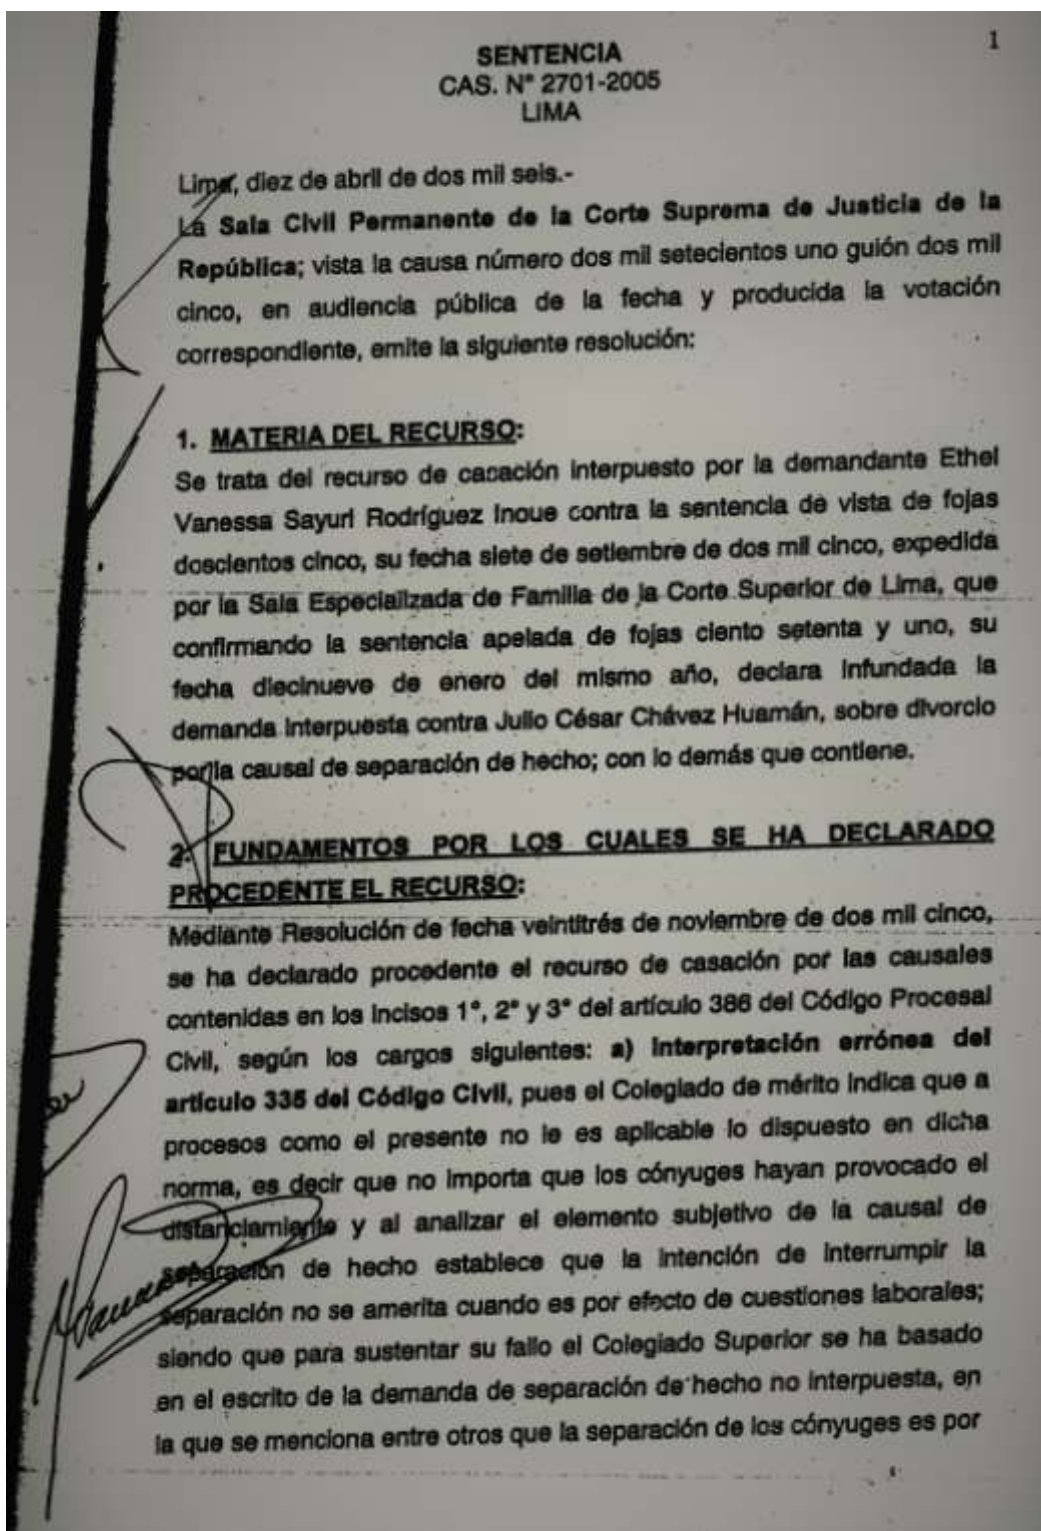 1
SENTENCIA
CAS. N° 2701-2005
LIMA
Lima, diez de abril de dos mil seis.-
La Sala Civil Permanente de la Corte Suprema de Justicia de la
República; vista la causa número dos mil setecientos uno guión dos mil
cinco, en audiencia pública de la fecha y producida la votación
correspondiente, emite la siguiente resolución:
1. MATERIA DEL RECURSO:
Se trata del recurso de casación interpuesto por la demandante Ethel
Vanessa Sayuri Rodríguez Inoue contra la sentencia de vista de fojas
doscientos cinco, su fecha siete de setiembre de dos mil cinco, expedida
por la Sala Especializada de Familia de la Corte Superior de Lima, que
confirmando la sentencia apelada de fojas ciento setenta y uno, su
fecha diecinueve de enero del mismo año, declara infundada la
demanda interpuesta contra Julio César Chávez Huamán, sobre divorcio
por la causal de separación de hecho; con lo demás que contiene.
2. FUNDAMENTOS POR LOS CUALES SE HA DECLARADO
PROCEDENTE EL RECURSO:
Mediante Resolución de fecha veintitrés de noviembre de dos mil cinco,
se ha declarado procedente el recurso de casación por las causales
contenidas en los incisos 1°, 2° y 3° del artículo 386 del Código Procesal
Civil, según los cargos siguientes: a) Interpretación errónea del
artículo 335 del Código Civil, pues el Colegiado de mérito indica que a
procesos como el presente no le es aplicable lo dispuesto en dicha
norma, es decir que no importa que los cónyuges hayan provocado el
distanciamiento y al analizar el elemento subjetivo de la causal de
separación de hecho establece que la intención de interrumpir la
separación no se amerita cuando es por efecto de cuestiones laborales;
siendo que para sustentar su fallo el Colegiado Superior se ha basado
en el escrito de la demanda de separación de hecho no interpuesta, en
la que se menciona entre otros que la separación de los cónyuges es por